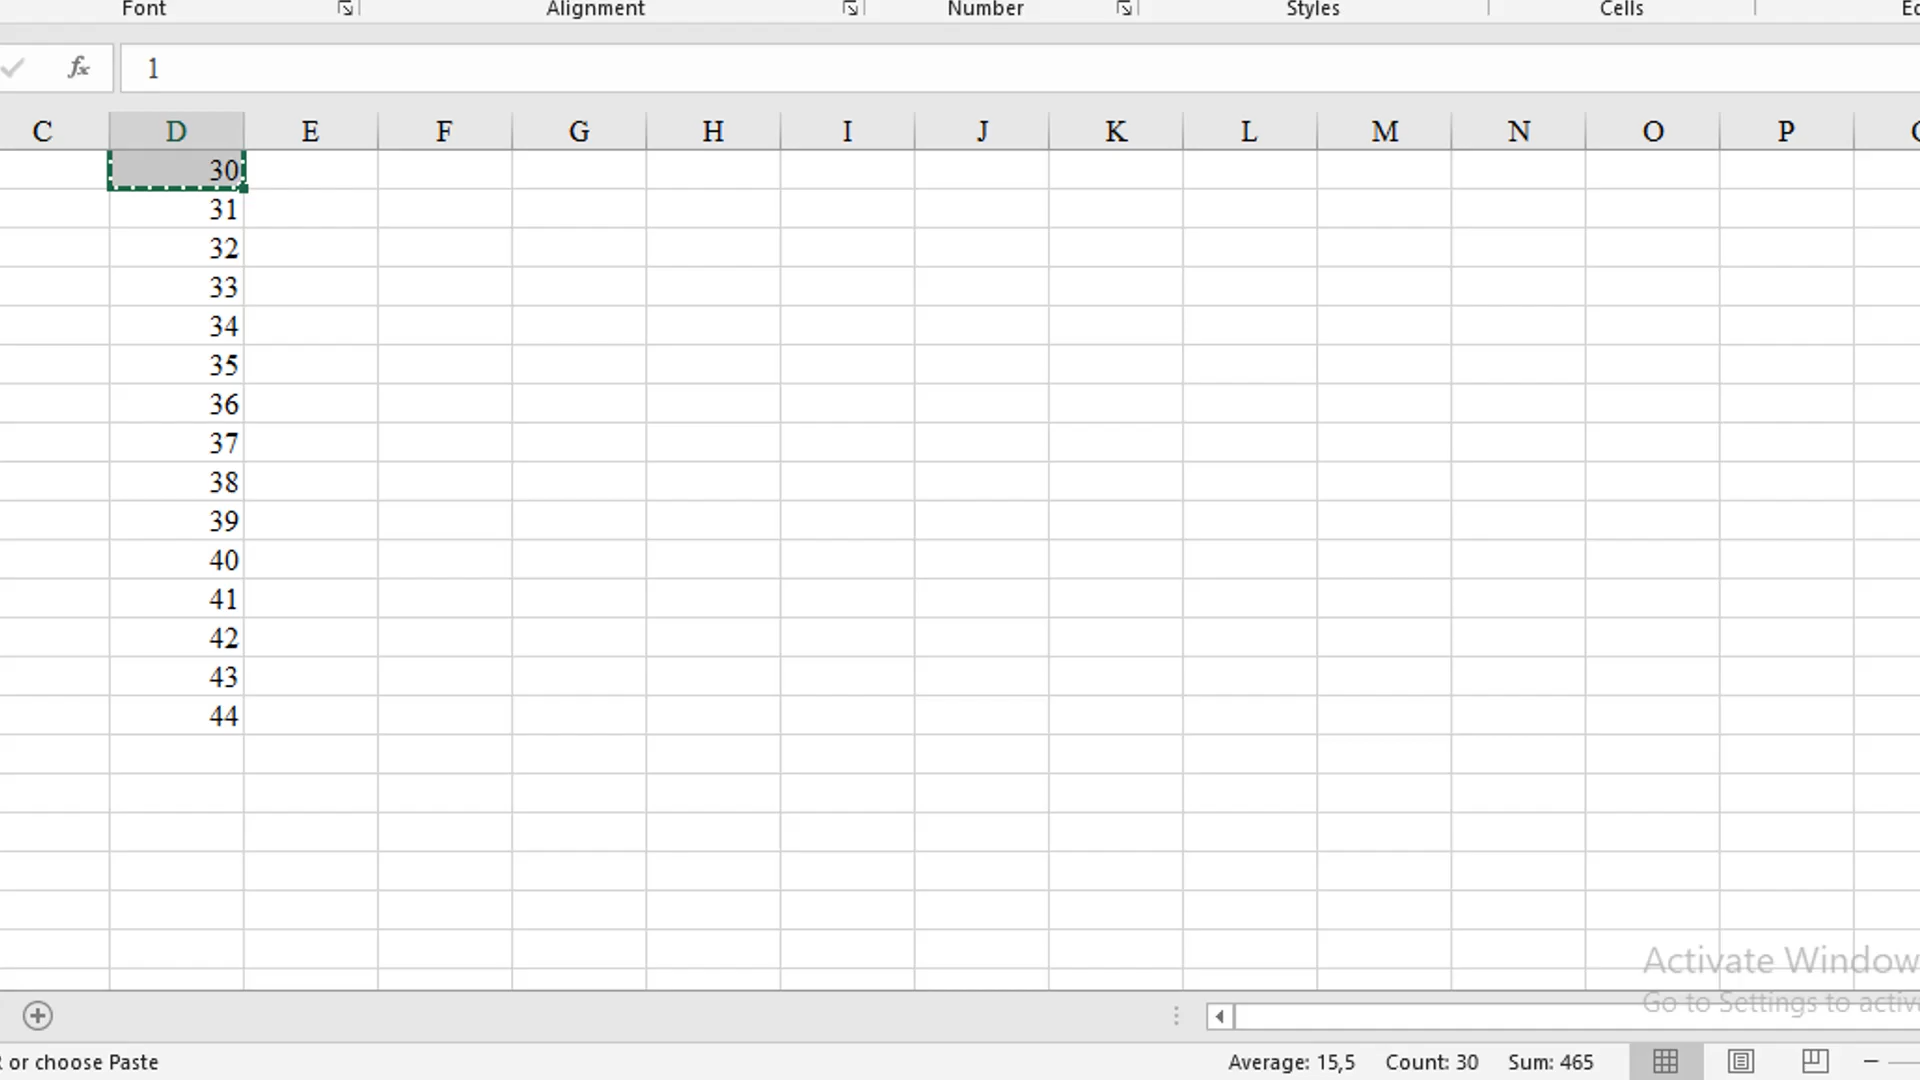 Font Alignment Number Styles Cells
fx 1
C D E F G H I J K L M N O P
30
31
32
33
34
35
36
37
38
39
40
41
42
43
44
Activate Window
Go to Settings to activ
or choose Paste Average: 15,5 Count: 30 Sum: 465